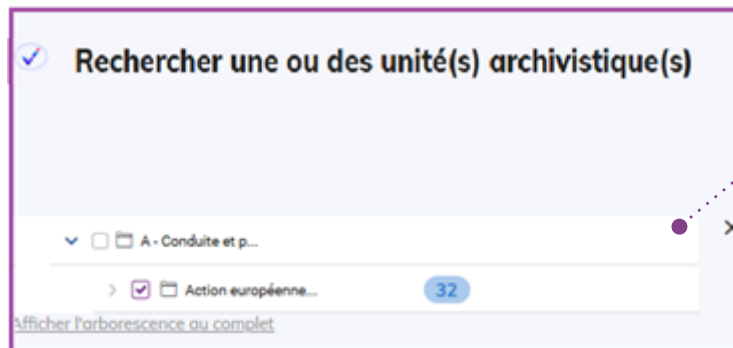 Rechercher une ou des unité(s) archivistique(s)
A - Conduite et p...
Action européenne... 32
Afficher l'arborescence au complet